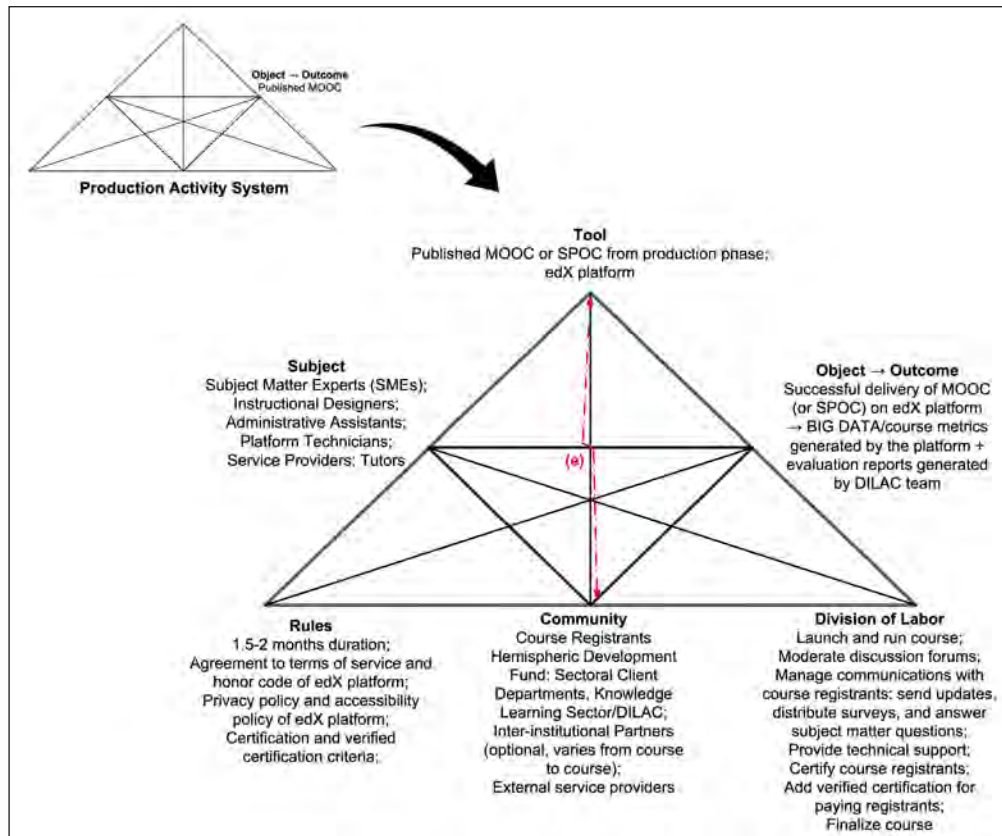 Object → Outcome
Published MOOC
Production Activity System
Tool
Published MOOC or SPOC from production phase;
edX platform
Subject
Subject Matter Experts (SMEs);
Instructional Designers;
Administrative Assistants;
Platform Technicians;
Service Providers; Tutors
Object → Outcome
Successful delivery of MOOC
(or SPOC) on edX platform
→ BIG DATA/course metrics
generated by the platform +
evaluation reports generated
by DILAC team
(e)
Rules
1.5-2 months duration;
Agreement to terms of service and
honor code of edX platform;
Privacy policy and accessibility
policy of edX platform;
Certification and verified
certification criteria;
Community
Course Registrants
Hemispheric Development
Fund: Sectoral Client
Departments, Knowledge
Learning Sector/DILAC;
Inter-institutional Partners
(optional, varies from course
to course);
External service providers
Division of Labor
Launch and run course;
Moderate discussion forums;
Manage communications with
course registrants: send updates,
distribute surveys, and answer
subject matter questions;
Provide technical support;
Certify course registrants;
Add verified certification for
paying registrants;
Finalize course